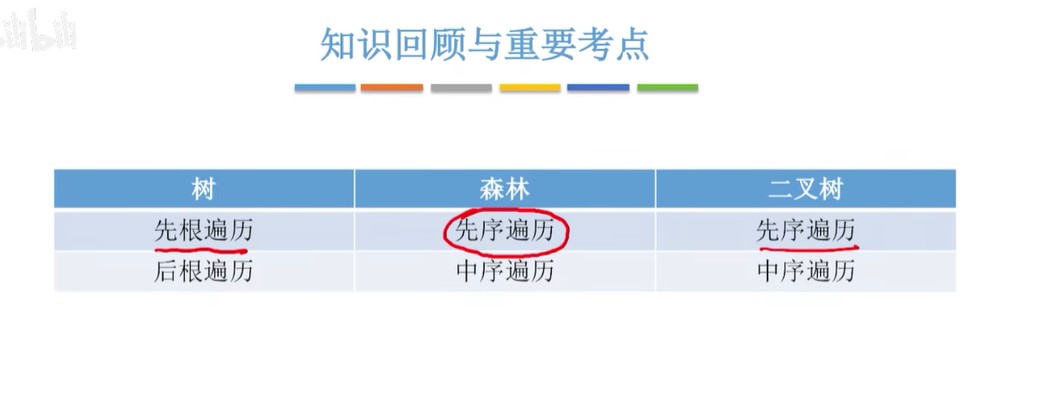 bilibili
知识回顾与重要考点
树 森林 二叉树
先根遍历 先序遍历 先序遍历
后根遍历 中序遍历 中序遍历